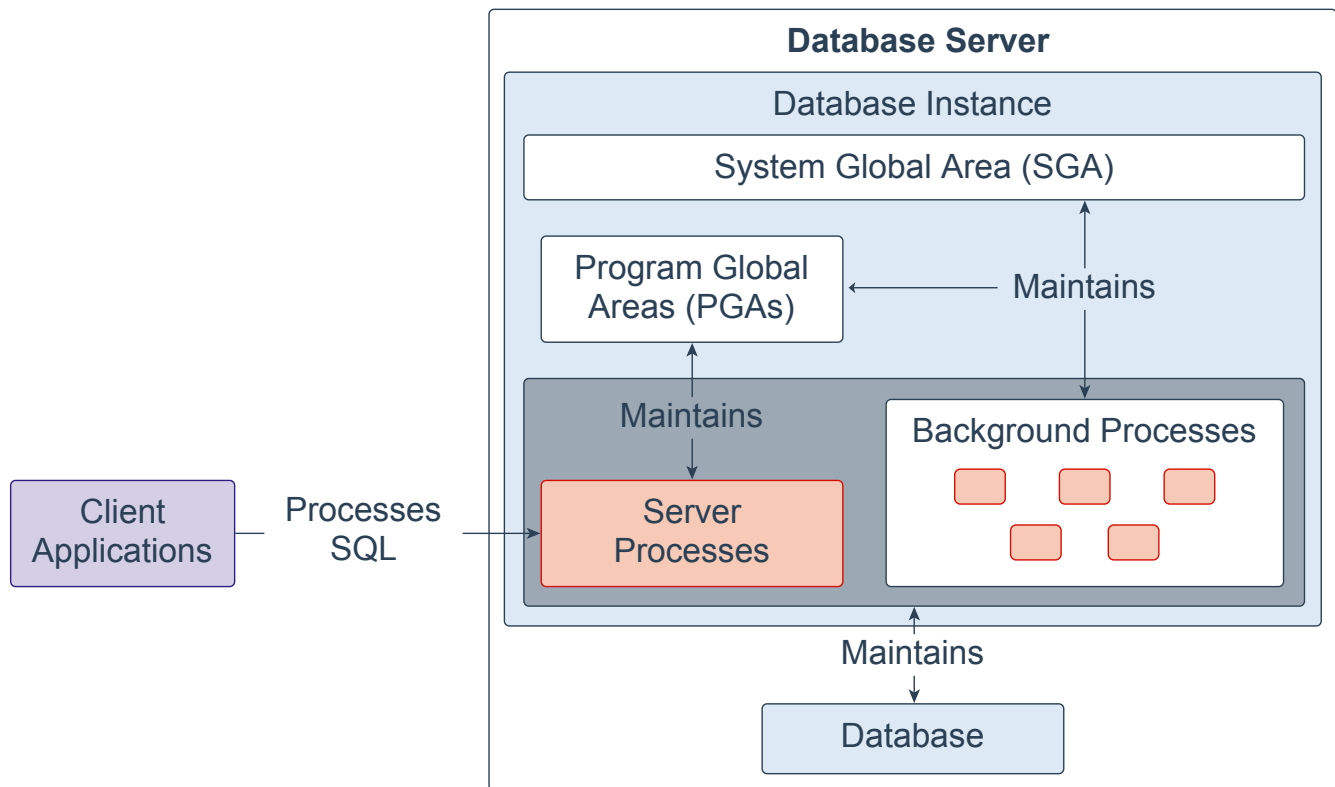 Database Server
Database Instance
System Global Area (SGA)
Program Global
Areas (PGAs)
Maintains
Maintains
Background Processes
Client
Applications
Processes
SQL
Server
Processes
Maintains
Database